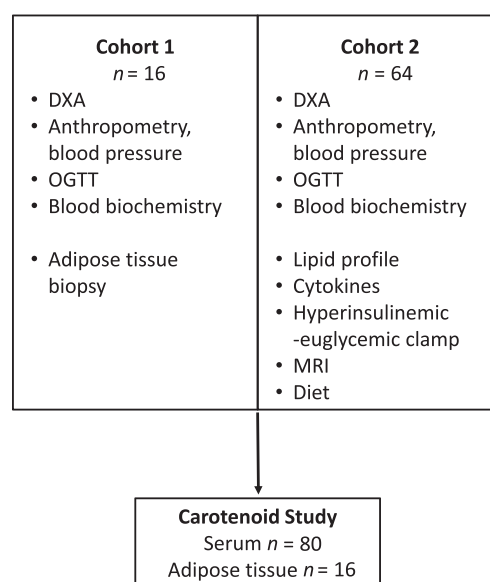 Cohort 1
n = 16
• DXA
• Anthropometry,
blood pressure
• OGTT
• Blood biochemistry
• Adipose tissue
biopsy
Cohort 2
n = 64
• DXA
• Anthropometry,
blood pressure
• OGTT
• Blood biochemistry
• Lipid profile
• Cytokines
• Hyperinsulinemic
-euglycemic clamp
• MRI
• Diet
Carotenoid Study
Serum n = 80
Adipose tissue n = 16